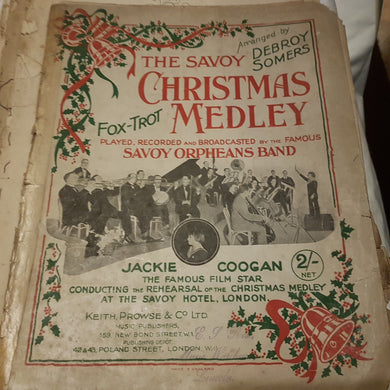 Arranged by
DEBROY
SOMERS
THE SAVOY
CHRISTMAS
FOX-TROT MEDLEY
PLAYED, RECORDED AND BROADCASTED BY THE FAMOUS
SAVOY ORPHEANS BAND
JACKIE COOGAN
THE FAMOUS FILM STAR
CONDUCTING THE REHEARSAL OF THE CHRISTMAS MEDLEY
AT THE SAVOY HOTEL, LONDON.
2/-
NET.
KEITH, PROWSE & CO LTD.
MUSIC PUBLISHERS,
159, NEW BOND STREET, W.1.
PUBLISHING DEPOT
42 & 43, POLAND STREET, LONDON, W.1.